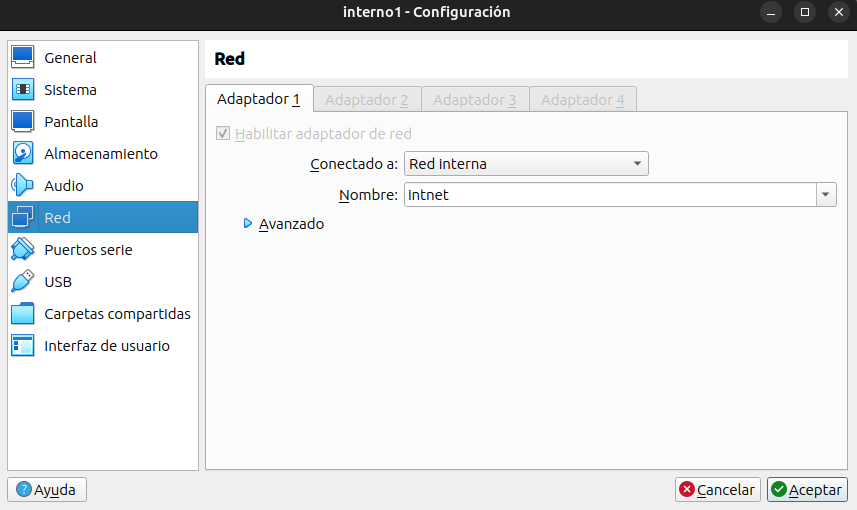 interno1 - Configuración
General
Sistema
Pantalla
Almacenamiento
Audio
Red
Puertos serie
USB
Carpetas compartidas
Interfaz de usuario
Red
Adaptador 1 Adaptador 2 Adaptador 3 Adaptador 4
Habilitar adaptador de red
Conectado a: Red interna
Nombre: intnet
Avanzado
Ayuda Cancelar Aceptar